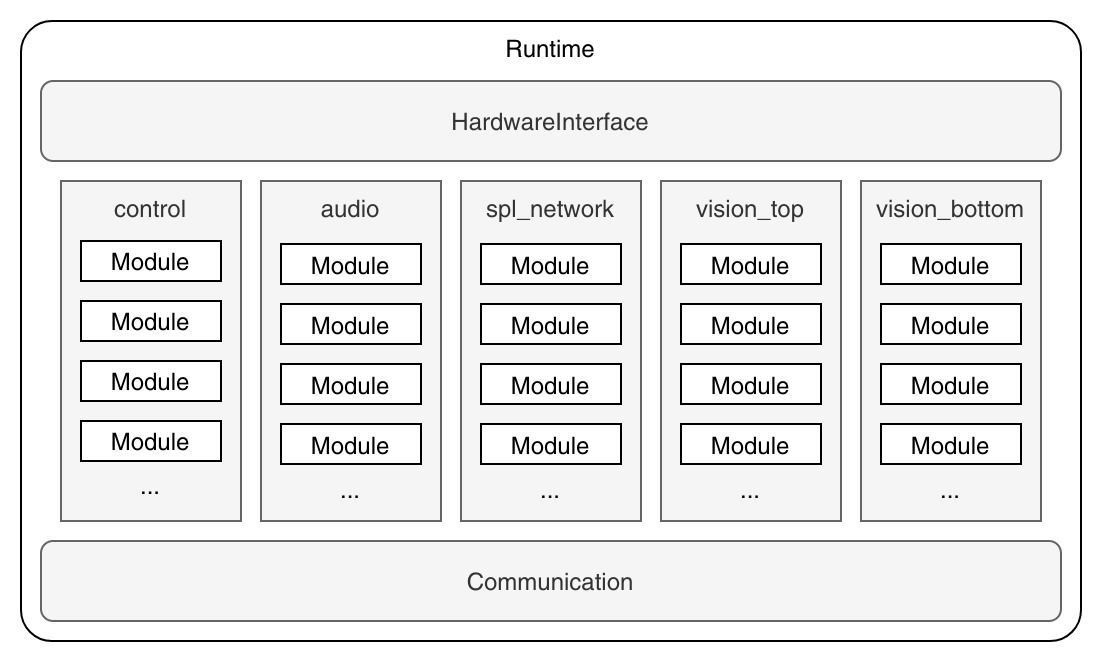 Runtime
HardwareInterface
control
Module
Module
Module
Module
...
audio
Module
Module
Module
Module
...
spl_network
Module
Module
Module
Module
...
vision_top
Module
Module
Module
Module
...
vision_bottom
Module
Module
Module
Module
...
Communication